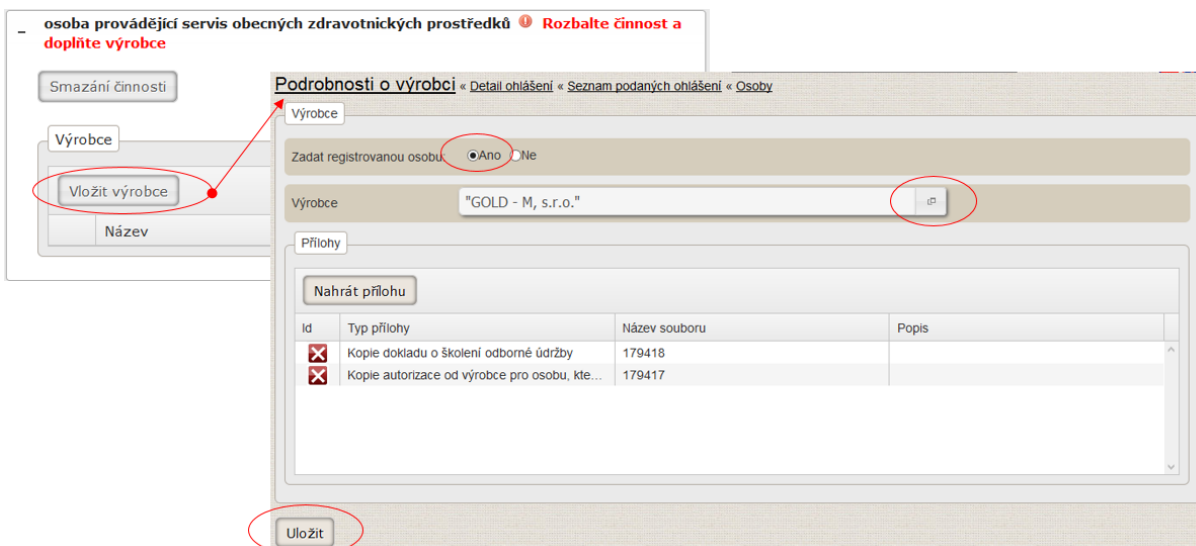 osoba provádějící servis obecných zdravotnických prostředků Rozbalte činnost a
doplňte výrobce
Smazání činnosti
Výrobce
Vložit výrobce
Název
Podrobnosti o výrobci « Detail ohlášení « Seznam podaných ohlášení « Osoby
Výrobce
Zadat registrovanou osobu: Ano Ne
Výrobce "GOLD - M, s.r.o."
Přílohy
Nahrát přílohu
Id Typ přílohy Název souboru Popis
Kopie dokladu o školení odborné údržby 179418
Kopie autorizace od výrobce pro osobu, kte... 179417
Uložit